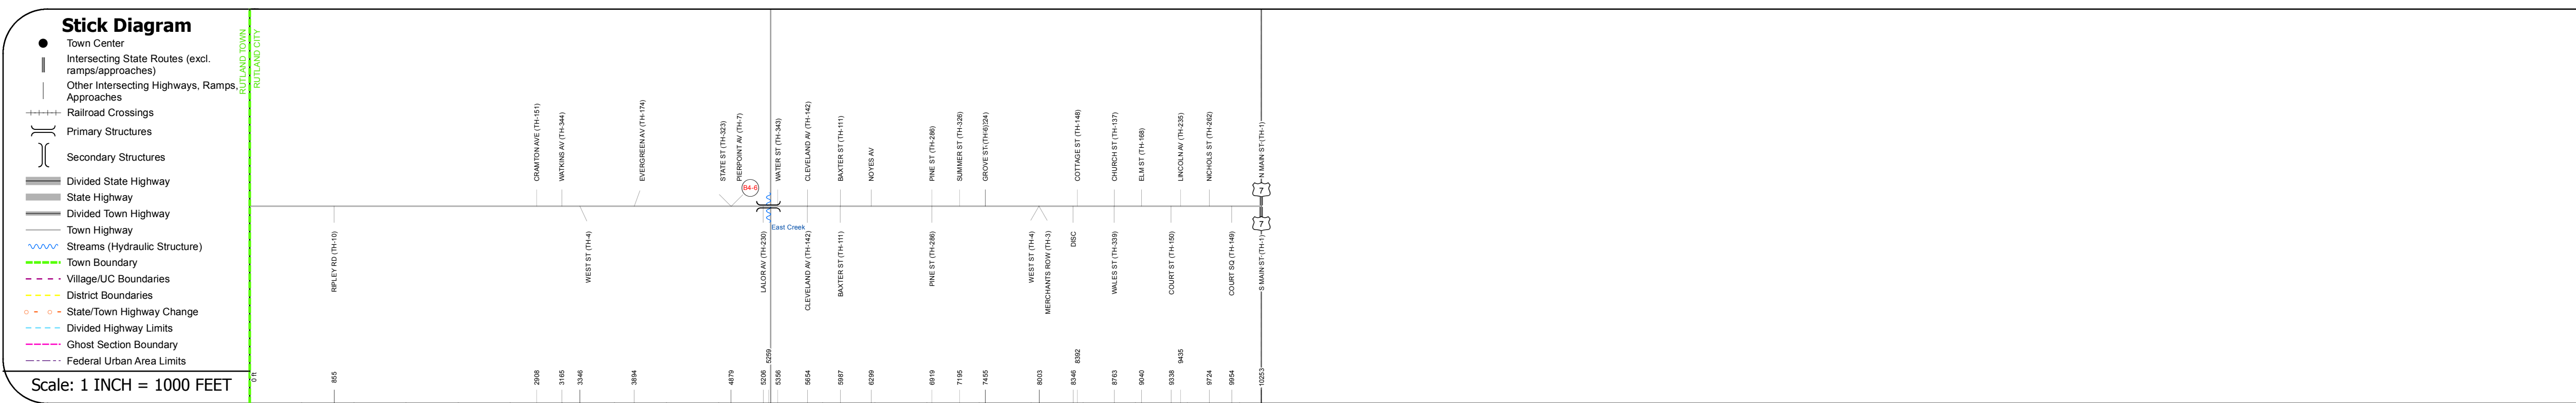 Stick Diagram
Town Center
Intersecting State Routes (excl.
ramps/approaches)
Other Intersecting Highways, Ramps,
Approaches
Railroad Crossings
Primary Structures
Secondary Structures
Divided State Highway
State Highway
Divided Town Highway
Town Highway
Streams (Hydraulic Structure)
Town Boundary
Village/UC Boundaries
District Boundaries
State/Town Highway Change
Divided Highway Limits
Ghost Section Boundary
Federal Urban Area Limits
Scale: 1 INCH = 1000 FEET
RUTLAND TOWN
RUTLAND CITY
CRAMTON AVE (TH-151)
WATKINS AV (TH-344)
EVERGREEN AV (TH-174)
STATE ST (TH-323)
PIERPOINT AV (TH-7)
B4-6
WATER ST (TH-343)
CLEVELAND AV (TH-142)
BAXTER ST (TH-111)
NOYES AV
PINE ST (TH-286)
SUMMER ST (TH-326)
GROVE ST
COTTAGE ST (TH-148)
CHURCH ST (TH-137)
ELM ST (TH-168)
LINCOLN AV (TH-235)
NICHOLS ST (TH-262)
N MAIN ST (TH-1)
7
7
East Creek
RIPLEY RD (TH-10)
WEST ST (TH-4)
LALOR AV (TH-230)
CLEVELAND AV (TH-142)
BAXTER ST (TH-111)
PINE ST (TH-286)
WEST ST (TH-4)
MERCHANTS ROW (TH-3)
DISC
WALES ST (TH-339)
COURT ST (TH-150)
COURT SQ (TH-149)
S MAIN ST (TH-1)
0 ft
855
2908
3165
3346
3894
4879
5206
5259
5356
5654
5987
6299
6919
7195
7455
8003
8346
8392
8763
9040
9338
9435
9724
9954
10253